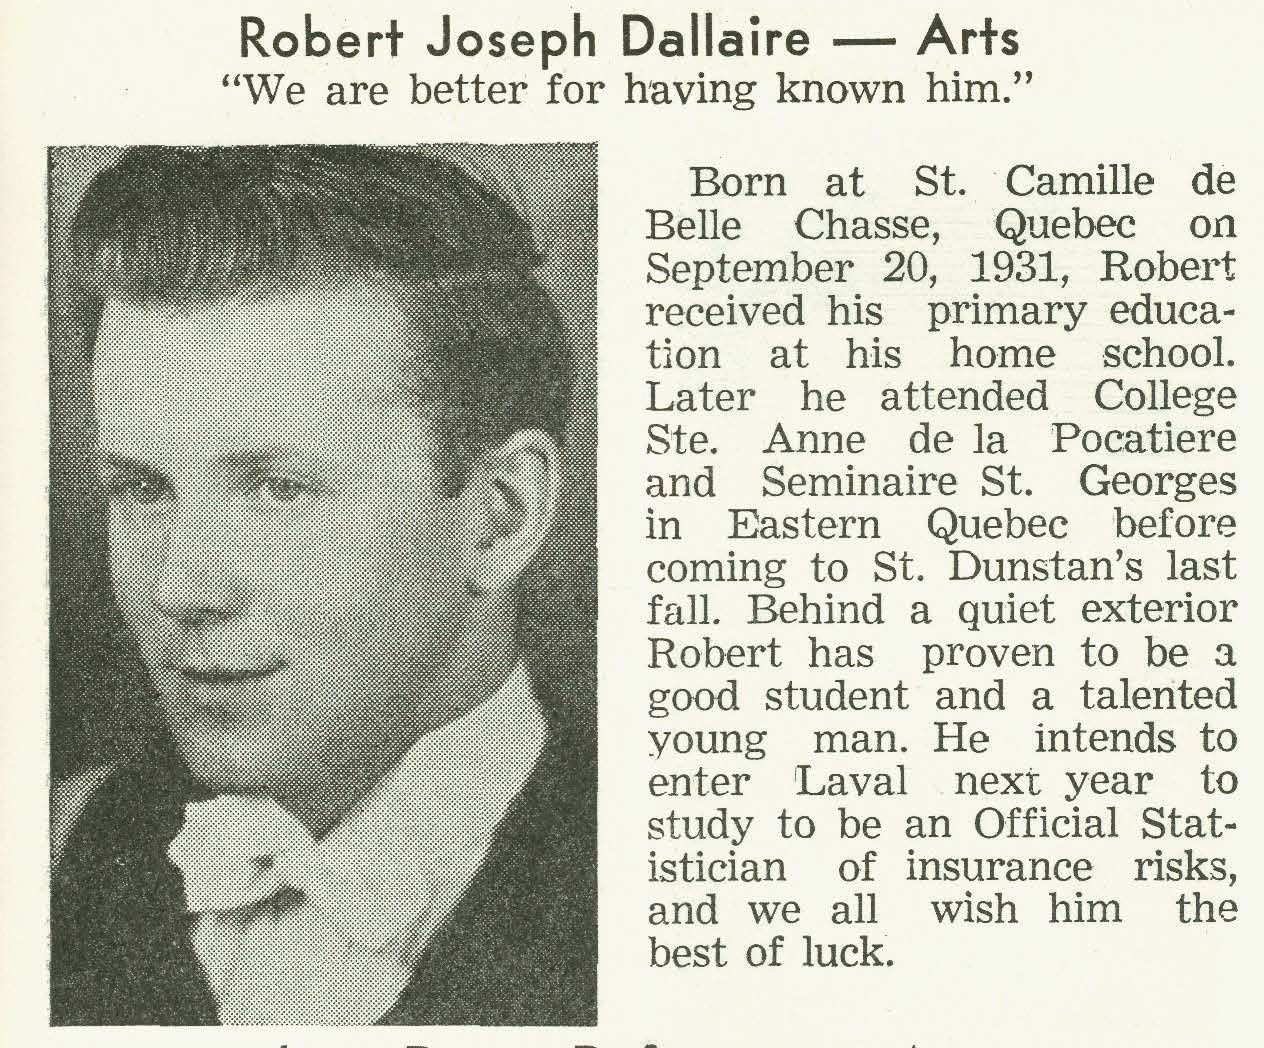 Robert Joseph Dallaire — Arts
“We are better for having known him.”
Born at St. Camille de
Belle Chasse, Quebec on
September 20, 1931, Robert
received his primary educa-
tion at his home school.
Later he attended College
Ste. Anne de la Pocatiere
and Seminaire St. Georges
in Eastern Quebec before
coming to St. Dunstan’s last
fall. Behind a quiet exterior
Robert has proven to be a
good student and a talented
young man. He intends to
enter Laval next year to
study to be an Official Stat-
istician of insurance risks,
and we all wish him the
best of luck.